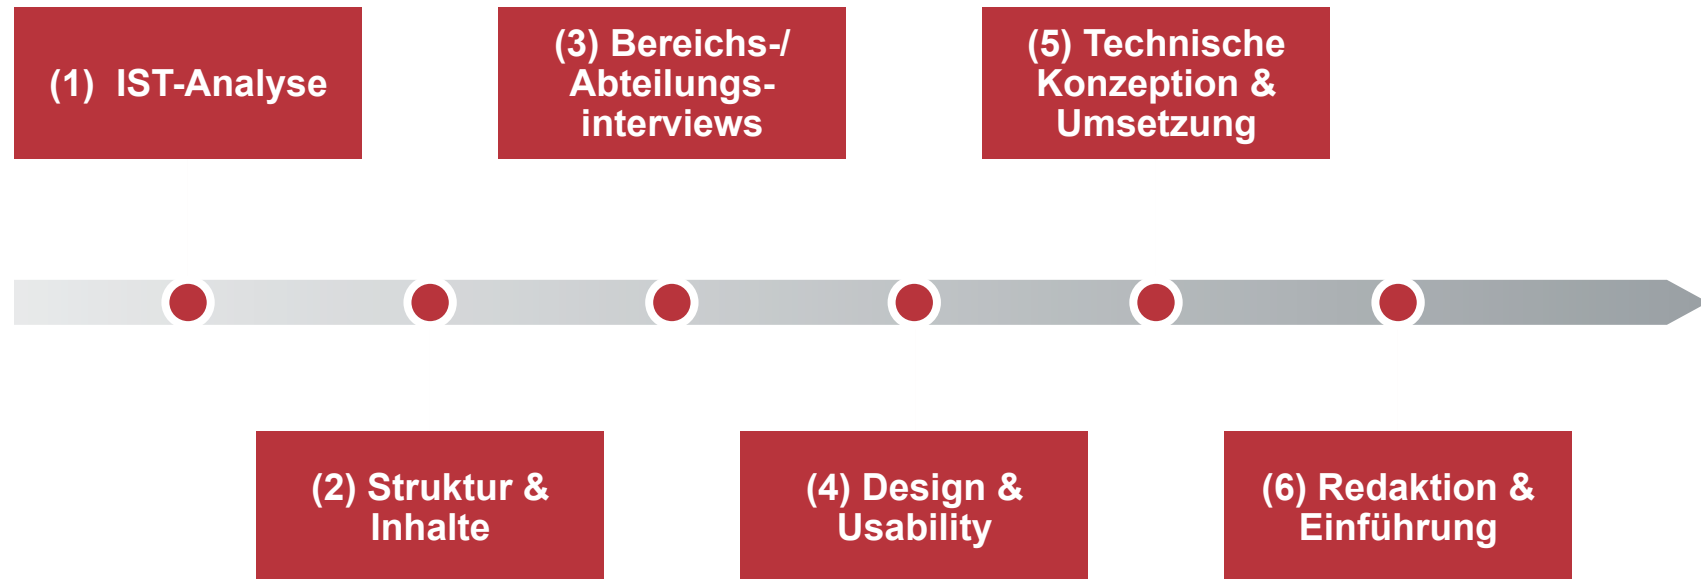 (1) IST-Analyse
(2) Struktur &
Inhalte
(3) Bereichs-/
Abteilungs-
interviews
(4) Design &
Usability
(5) Technische
Konzeption &
Umsetzung
(6) Redaktion &
Einführung